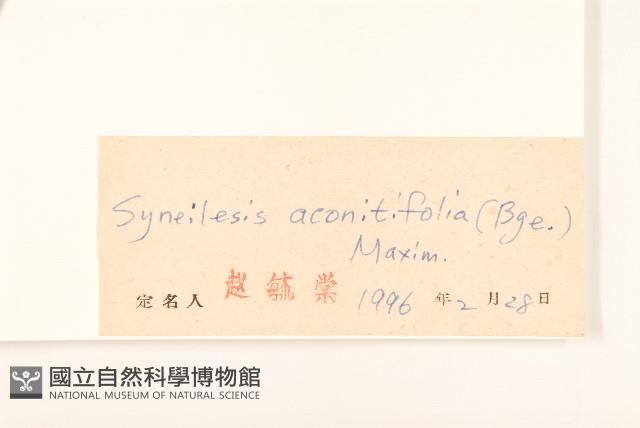 Syneilesis aconitifolia (Bge.)
Maxim.
定名人 赵毓棠 1996 年 2 月 28 日
國立自然科學博物館
NATIONAL MUSEUM OF NATURAL SCIENCE